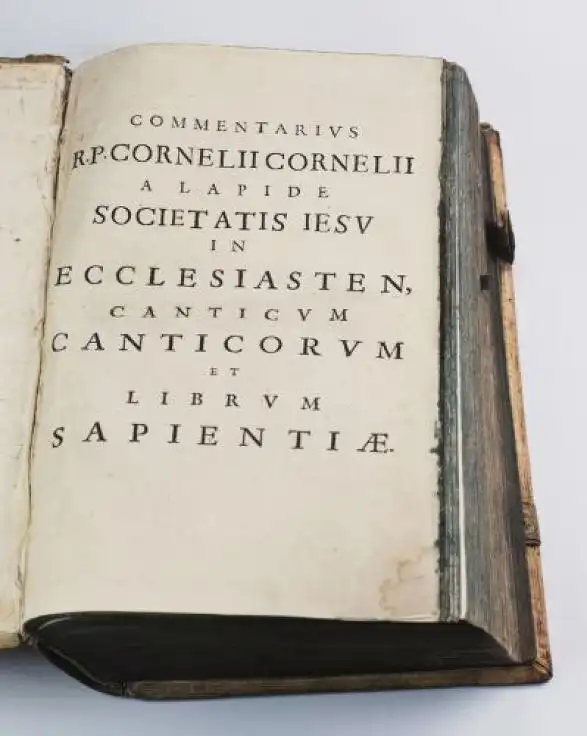 COMMENTARIVS
R.P. CORNELII CORNELII
A LAPIDE
SOCIETATIS IESV
IN
ECCLESIASTEN,
CANTICVM
CANTICORVM
ET
LIBRVM
SAPIENTIÆ.